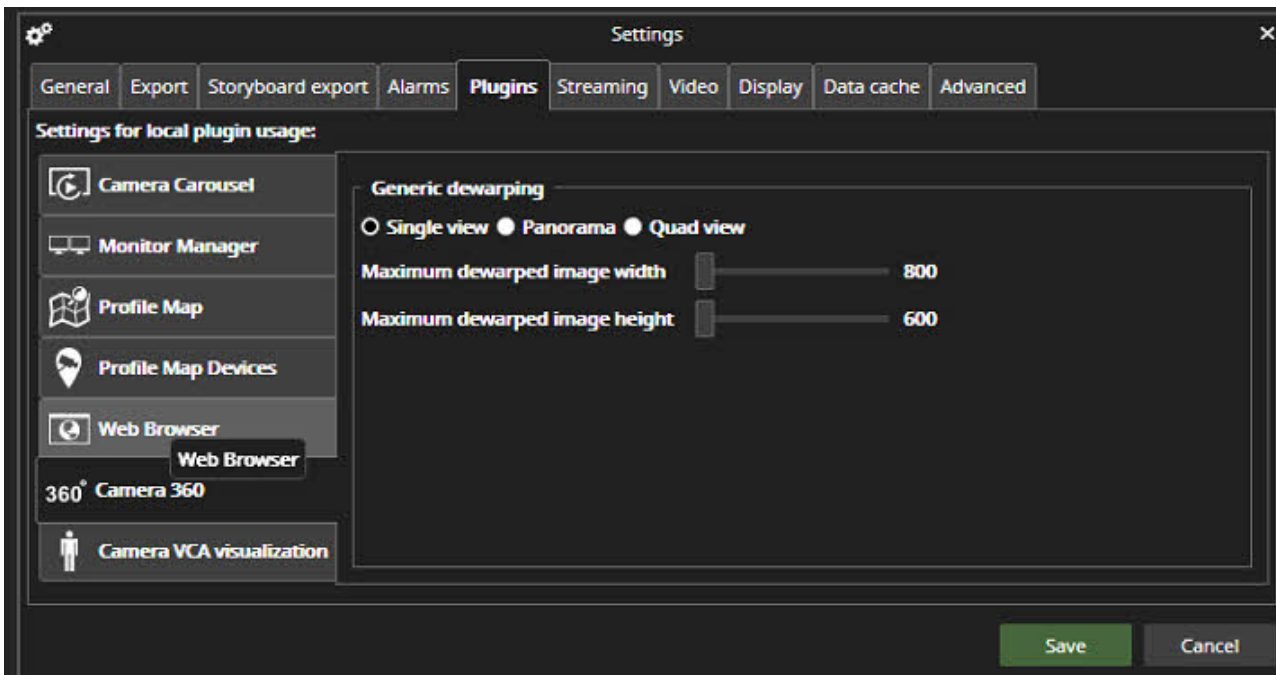 Settings
General Export Storyboard export Alarms Plugins Streaming Video Display Data cache Advanced
Settings for local plugin usage:
Camera Carousel
Monitor Manager
Profile Map
Profile Map Devices
Web Browser
Web Browser
360° Camera 360
Camera VCA visualization
Generic dewarping
Single view Panorama Quad view
Maximum dewarped image width 800
Maximum dewarped image height 600
Save Cancel